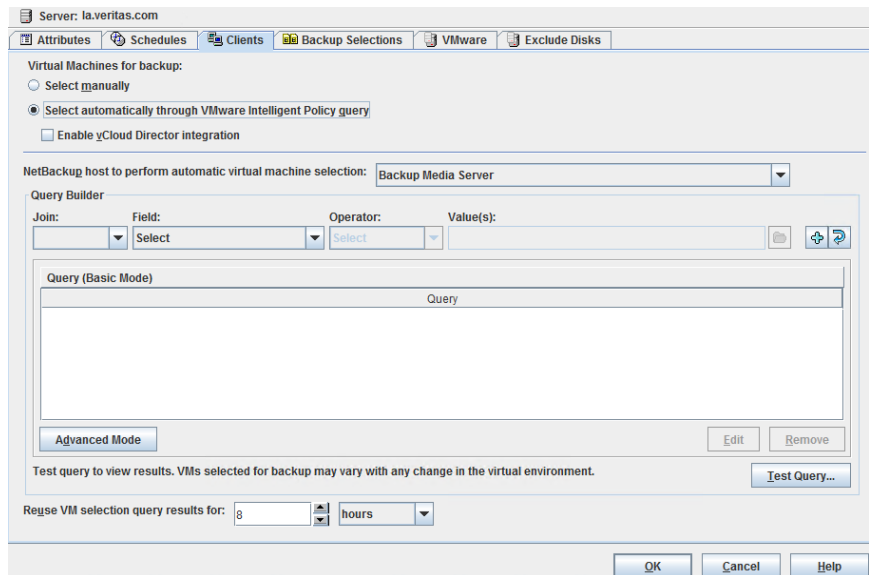 Server: la.veritas.com
Attributes Schedules Clients Backup Selections VMware Exclude Disks
Virtual Machines for backup:
Select manually
Select automatically through VMware Intelligent Policy query
Enable vCloud Director integration
NetBackup host to perform automatic virtual machine selection: Backup Media Server
Query Builder
Join: Field: Operator: Value(s):
Select Select
Query (Basic Mode)
Query
Advanced Mode Edit Remove
Test query to view results. VMs selected for backup may vary with any change in the virtual environment. Test Query...
Reuse VM selection query results for: 8 hours
OK Cancel Help